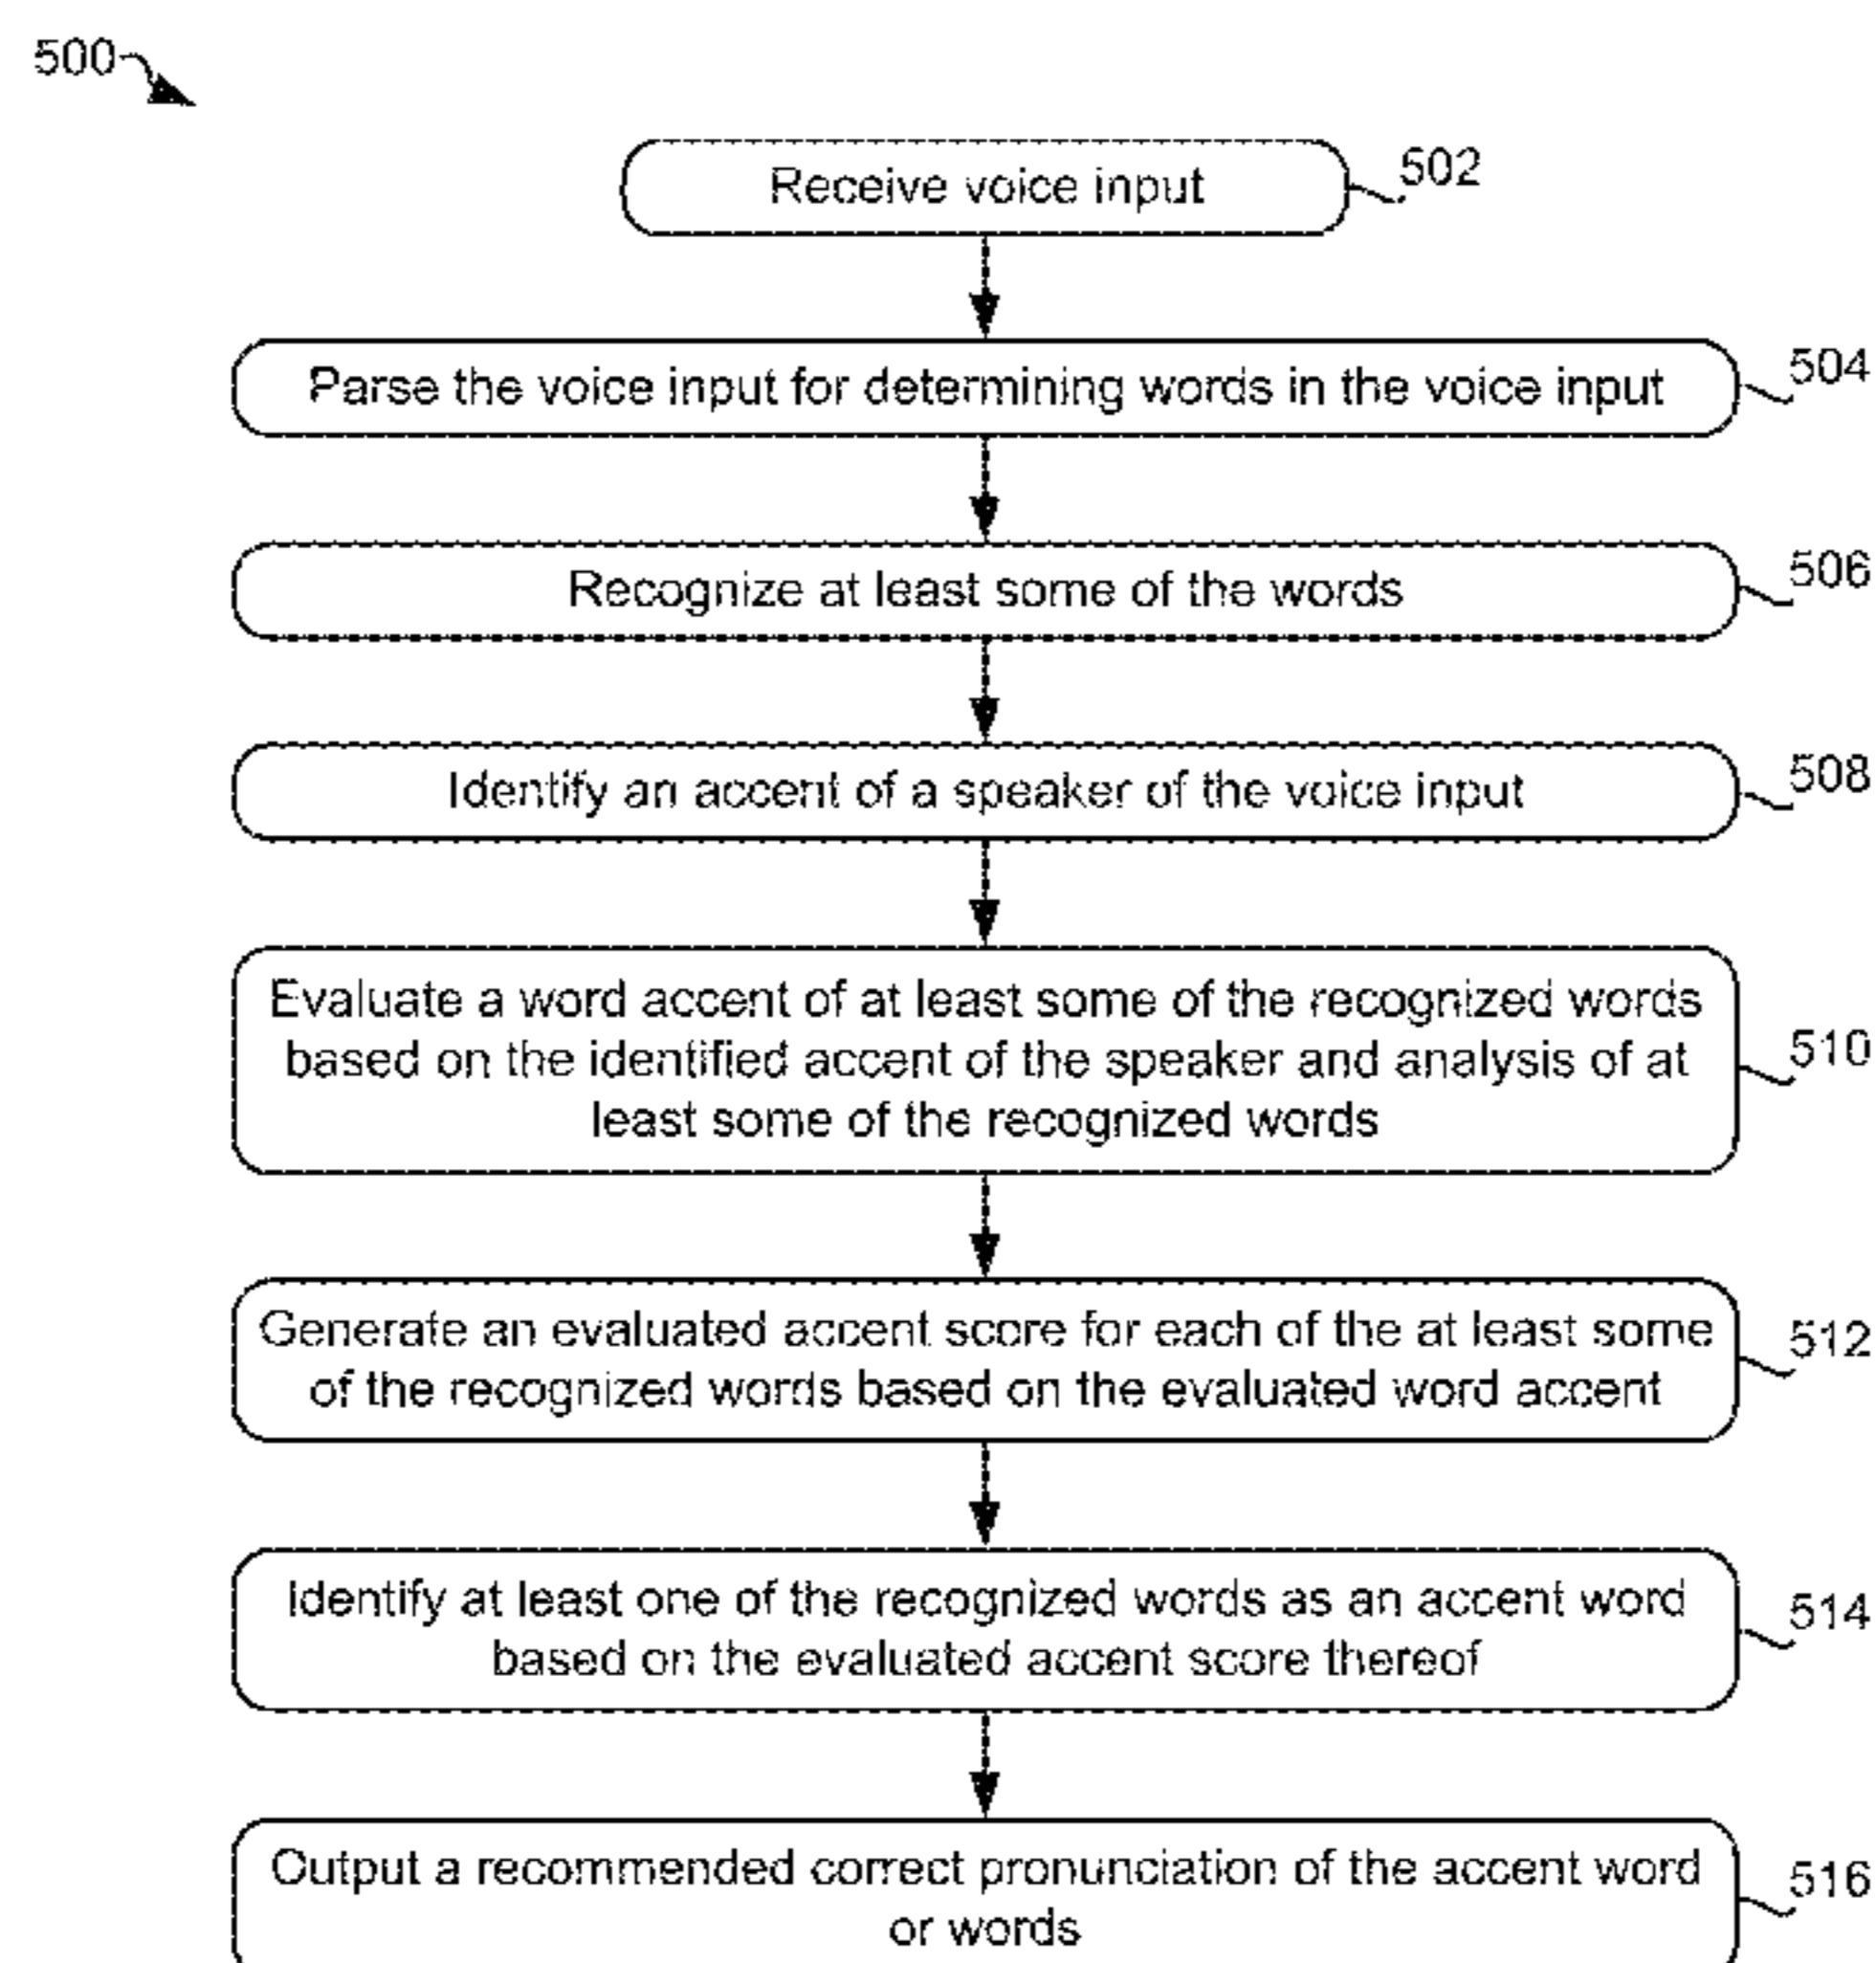 500
Receive voice input
502
Parse the voice input for determining words in the voice input
504
Recognize at least some of the words
506
Identify an accent of a speaker of the voice input
508
Evaluate a word accent of at least some of the recognized words
based on the identified accent of the speaker and analysis of at
least some of the recognized words
510
Generate an evaluated accent score for each of the at least some
of the recognized words based on the evaluated word accent
512
Identify at least one of the recognized words as an accent word
based on the evaluated accent score thereof
514
Output a recommended correct pronunciation of the accent word
or words
516